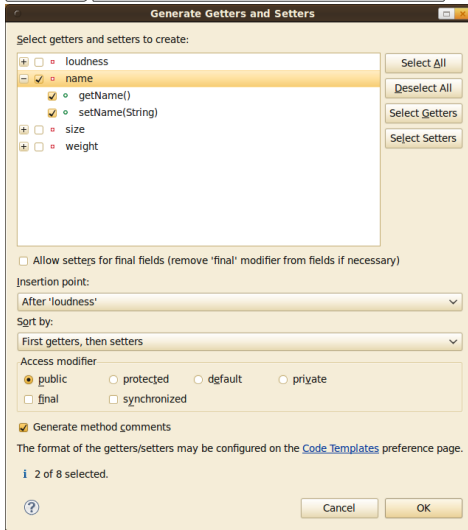 Generate Getters and Setters
Select getters and setters to create:
loudness
name
getName()
setName(String)
size
weight
Select All
Deselect All
Select Getters
Select Setters
Allow setters for final fields (remove 'final' modifier from fields if necessary)
Insertion point:
After 'loudness'
Sort by:
First getters, then setters
Access modifier
public protected default private
final synchronized
Generate method comments
The format of the getters/setters may be configured on the Code Templates preference page.
i 2 of 8 selected.
?
Cancel OK